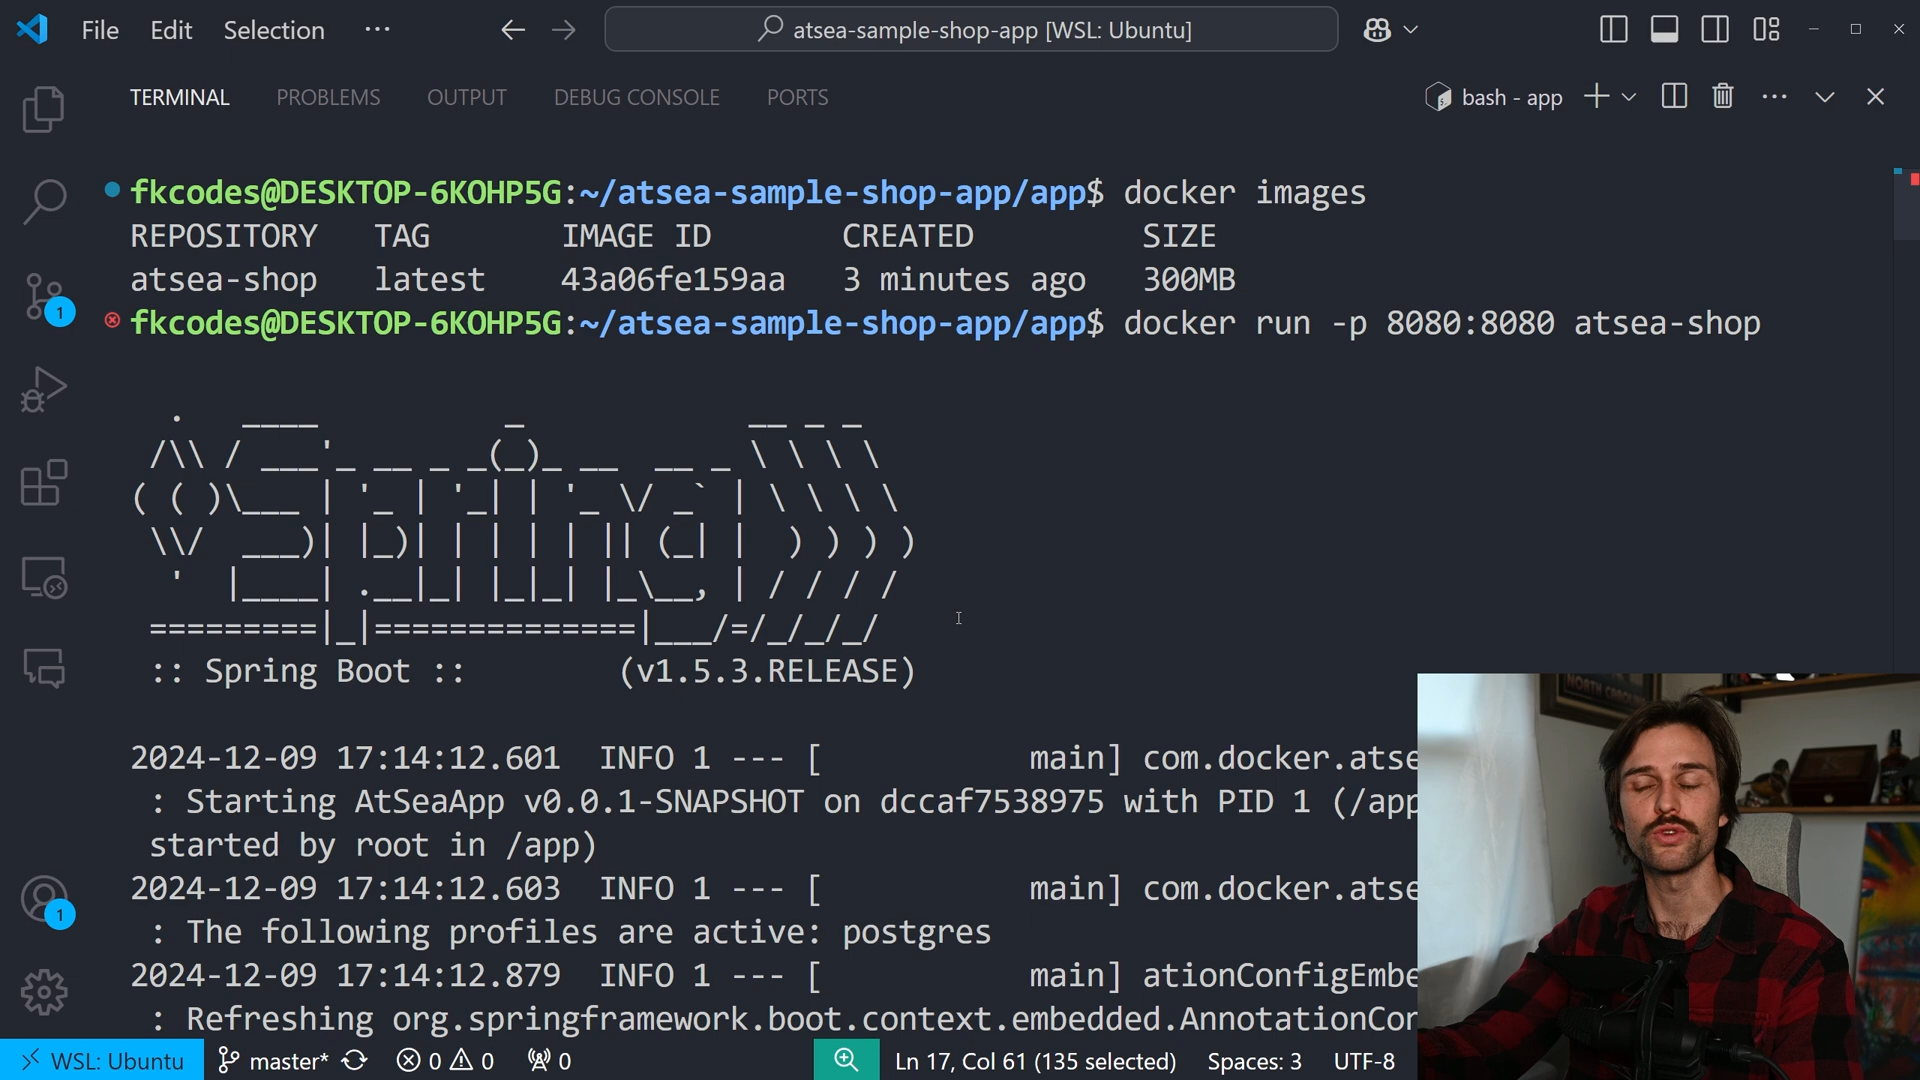 File Edit Selection ··· atsea-sample-shop-app [WSL: Ubuntu]
TERMINAL PROBLEMS OUTPUT DEBUG CONSOLE PORTS bash - app
fkcodes@DESKTOP-6KOHP5G:~/atsea-sample-shop-app/app$ docker images
REPOSITORY TAG IMAGE ID CREATED SIZE
atsea-shop latest 43a06fe159aa 3 minutes ago 300MB
fkcodes@DESKTOP-6KOHP5G:~/atsea-sample-shop-app/app$ docker run -p 8080:8080 atsea-shop
:: Spring Boot :: (v1.5.3.RELEASE)
2024-12-09 17:14:12.601 INFO 1 --- [ main] com.docker.atse
: Starting AtSeaApp v0.0.1-SNAPSHOT on dccaf7538975 with PID 1 (/app
started by root in /app)
2024-12-09 17:14:12.603 INFO 1 --- [ main] com.docker.atse
: The following profiles are active: postgres
2024-12-09 17:14:12.879 INFO 1 --- [ main] ationConfigEmbe
: Refreshing org.springframework.boot.context.embedded.AnnotationCon
1
1
NORTH CAROLINA
WSL: Ubuntu master* 0 0 0 Ln 17, Col 61 (135 selected) Spaces: 3 UTF-8